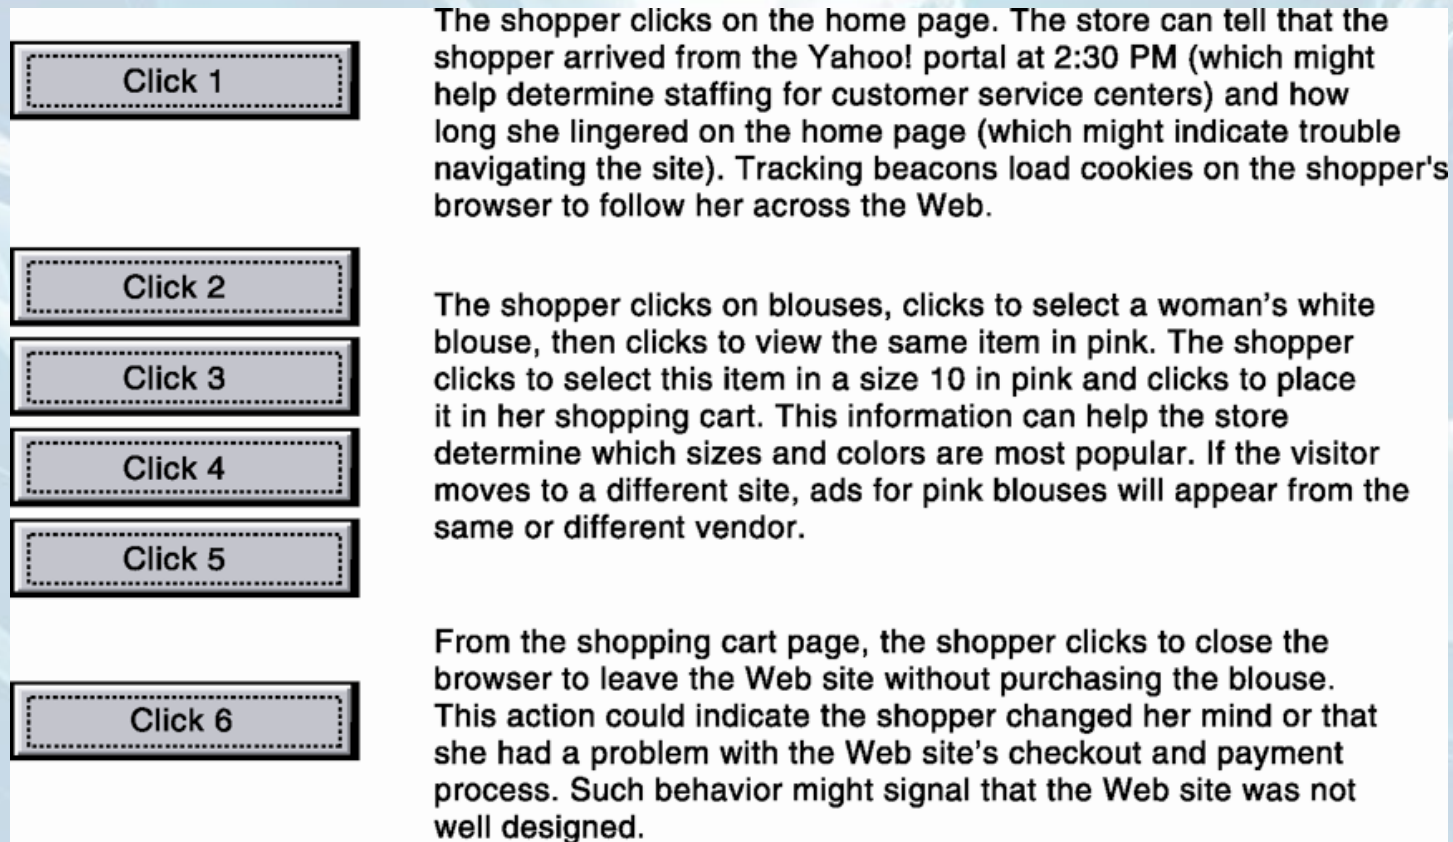 Click 1
The shopper clicks on the home page. The store can tell that the
shopper arrived from the Yahoo! portal at 2:30 PM (which might
help determine staffing for customer service centers) and how
long she lingered on the home page (which might indicate trouble
navigating the site). Tracking beacons load cookies on the shopper's
browser to follow her across the Web.
Click 2
Click 3
Click 4
Click 5
The shopper clicks on blouses, clicks to select a woman’s white
blouse, then clicks to view the same item in pink. The shopper
clicks to select this item in a size 10 in pink and clicks to place
it in her shopping cart. This information can help the store
determine which sizes and colors are most popular. If the visitor
moves to a different site, ads for pink blouses will appear from the
same or different vendor.
Click 6
From the shopping cart page, the shopper clicks to close the
browser to leave the Web site without purchasing the blouse.
This action could indicate the shopper changed her mind or that
she had a problem with the Web site’s checkout and payment
process. Such behavior might signal that the Web site was not
well designed.